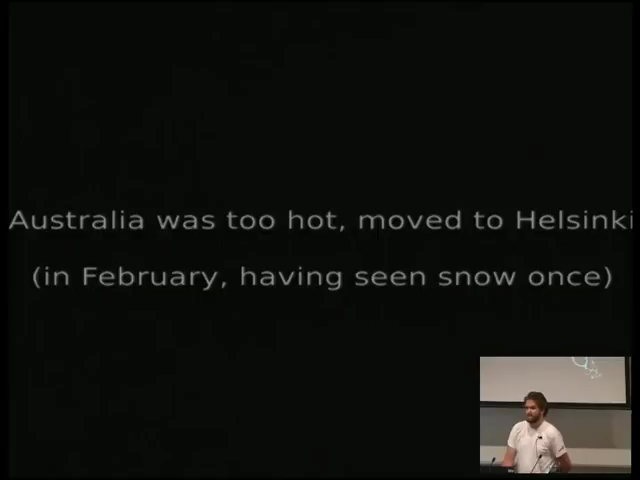 Australia was too hot, moved to Helsinki
(in February, having seen snow once)